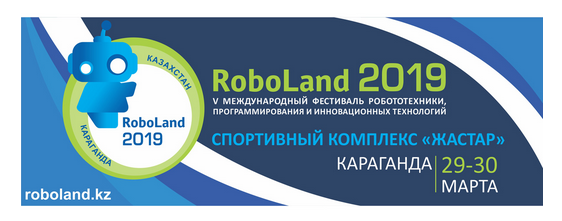 КАЗАХСТАН
RoboLand
2019
КАРАГАНДА
RoboLand 2019
V МЕЖДУНАРОДНЫЙ ФЕСТИВАЛЬ РОБОТОТЕХНИКИ,
ПРОГРАММИРОВАНИЯ И ИННОВАЦИОННЫХ ТЕХНОЛОГИЙ
СПОРТИВНЫЙ КОМПЛЕКС «ЖАСТАР»
КАРАГАНДА 29-30
МАРТА
roboland.kz